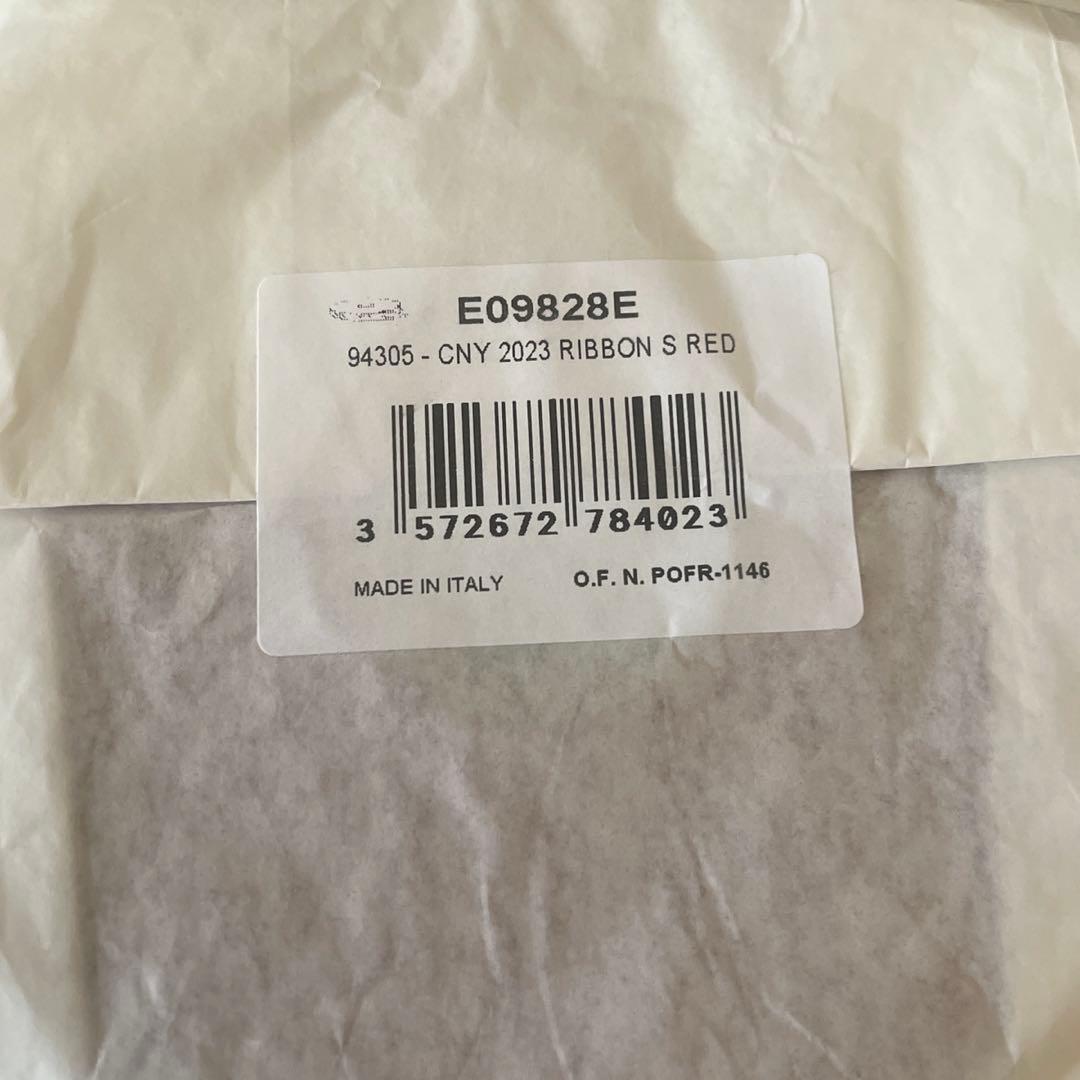 E09828E
94305 - CNY 2023 RIBBON S RED
3 572672 784023
MADE IN ITALY O.F. N. POFR-1146